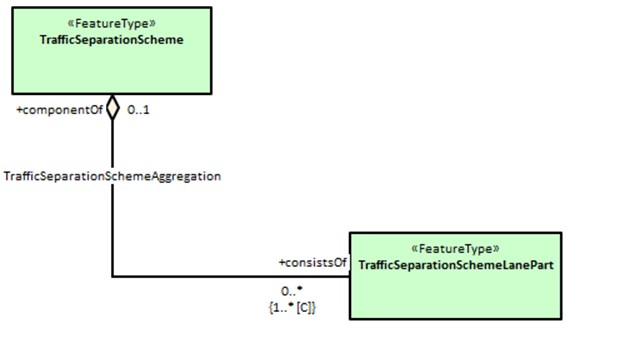 «FeatureType»
TrafficSeparationScheme
+componentOf
0..1
TrafficSeparationSchemeAggregation
«FeatureType»
TrafficSeparationSchemeLanePart
+consistsOf
0..*
{1..* [C]}